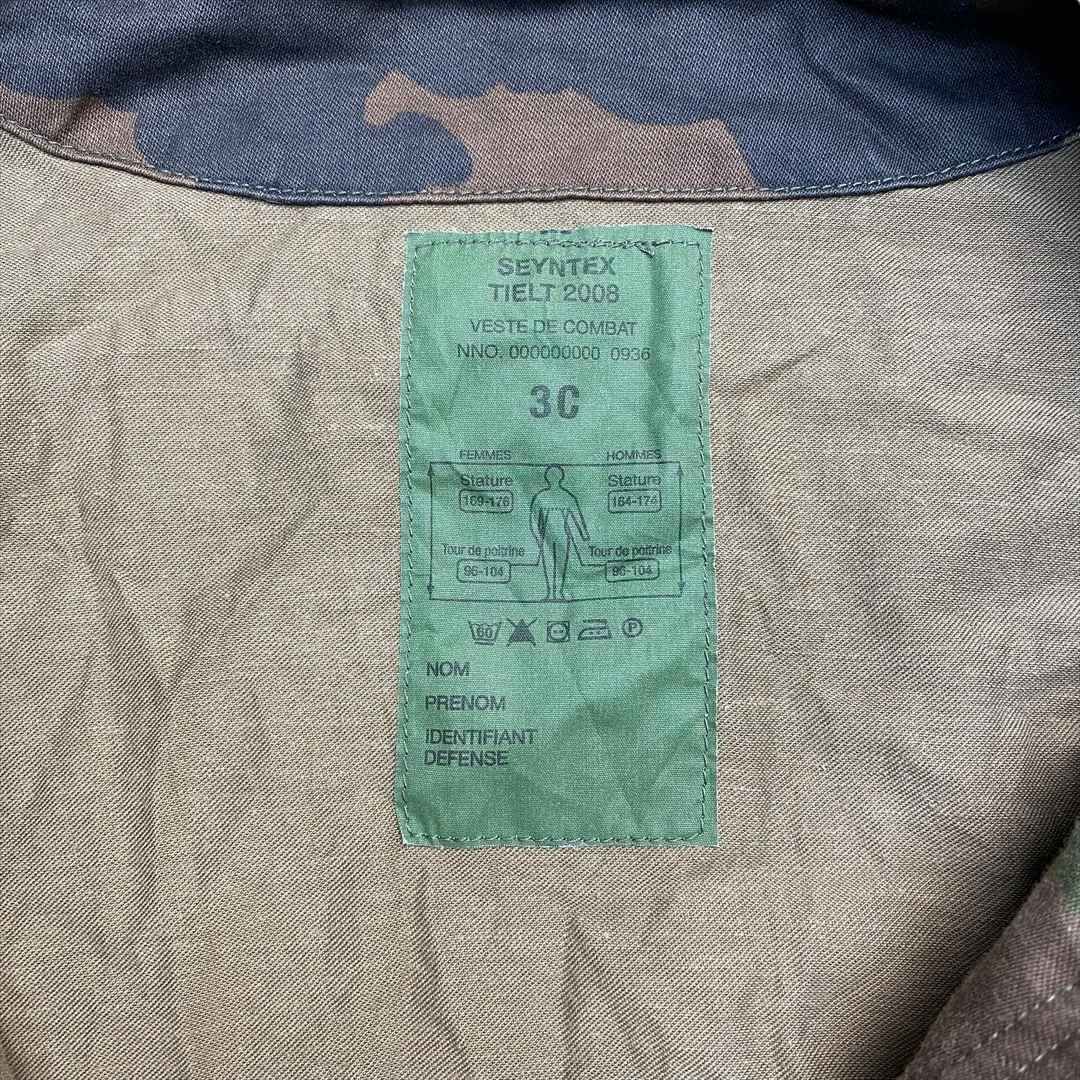 SEYNTEX
TIELT 2008
VESTE DE COMBAT
NNO. 000000000 0936
3C
FEMMES HOMMES
Stature Stature
169-176 164-174
Tour de poitrine Tour de poitrine
96-104 96-104
60 P
NOM
PRENOM
IDENTIFIANT
DEFENSE